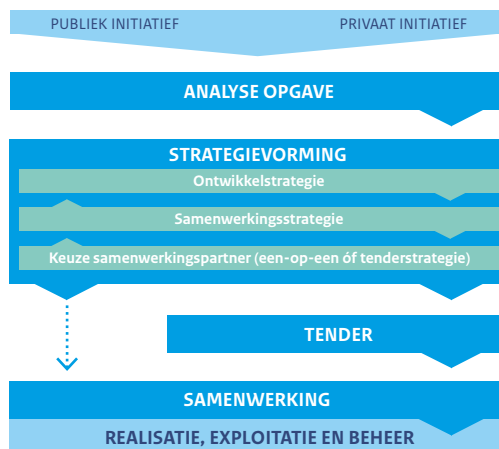 PUBLIEK INITIATIEF
PRIVAAT INITIATIEF
ANALYSE OPGAVE
STRATEGIEVORMING
Ontwikkelstrategie
Samenwerkingsstrategie
Keuze samenwerkingspartner (een-op-een óf tenderstrategie)
TENDER
SAMENWERKING
REALISATIE, EXPLOITATIE EN BEHEER